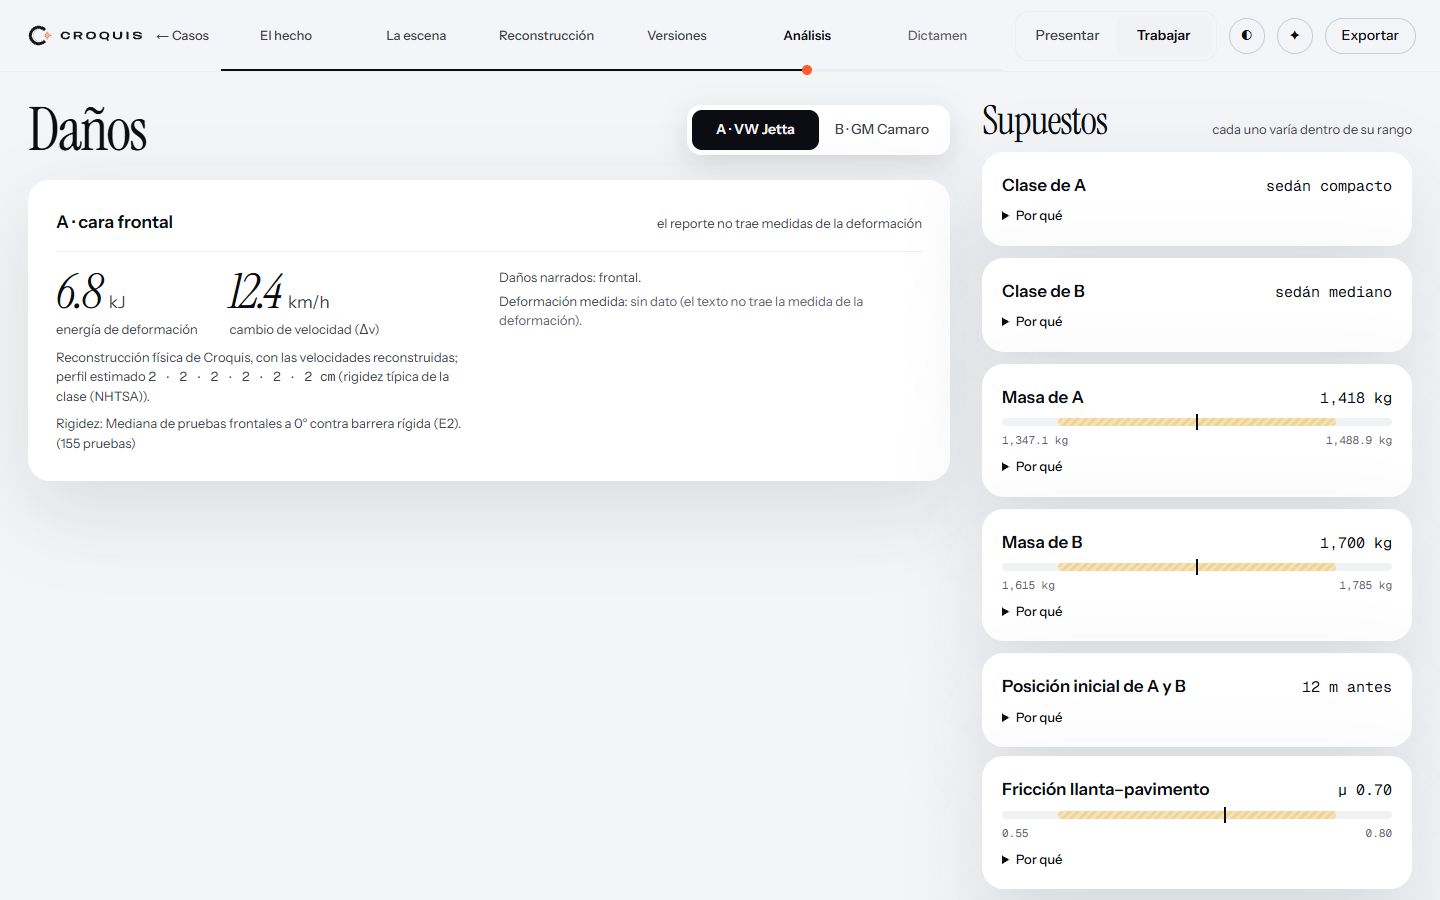 CROQUIS
← Casos
El hecho
La escena
Reconstrucción
Versiones
Análisis
Dictamen
Presentar
Trabajar
Exportar
Daños
A · VW Jetta
B · GM Camaro
A · cara frontal
el reporte no trae medidas de la deformación
6.8 kJ
energía de deformación
12.4 km/h
cambio de velocidad (Δv)
Reconstrucción física de Croquis, con las velocidades reconstruidas;
perfil estimado 2 · 2 · 2 · 2 · 2 · 2 cm (rigidez típica de la
clase (NHTSA)).
Rigidez: Mediana de pruebas frontales a 0° contra barrera rígida (E2).
(155 pruebas)
Daños narrados: frontal.
Deformación medida: sin dato (el texto no trae la medida de la
deformación).
Supuestos
cada uno varía dentro de su rango
Clase de A
sedán compacto
Por qué
Clase de B
sedán mediano
Por qué
Masa de A
1,418 kg
1,347.1 kg
1,488.9 kg
Por qué
Masa de B
1,700 kg
1,615 kg
1,785 kg
Por qué
Posición inicial de A y B
12 m antes
Por qué
Fricción llanta–pavimento
μ 0.70
0.55
0.80
Por qué